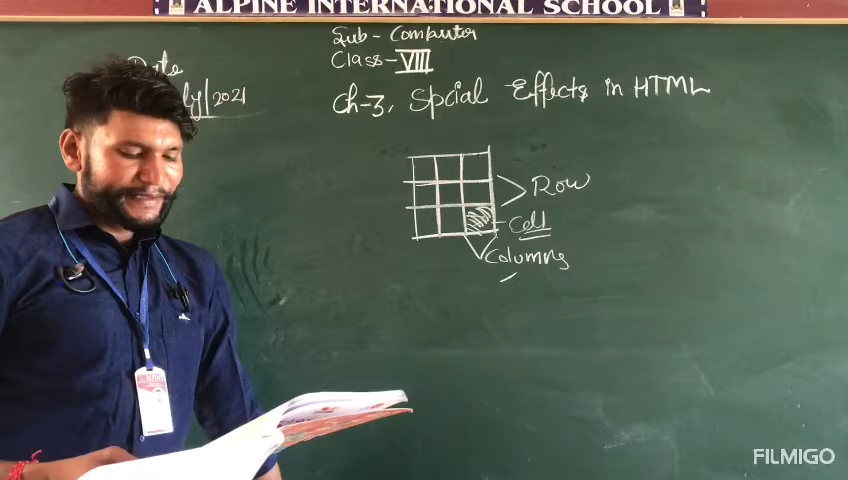 ALPINE INTERNATIONAL SCHOOL
Sub - Computer
Class - VIII
Date
ly/2021
Ch-3, Spcial Effects in HTML
Row
Cell
Columns
FILMIGO